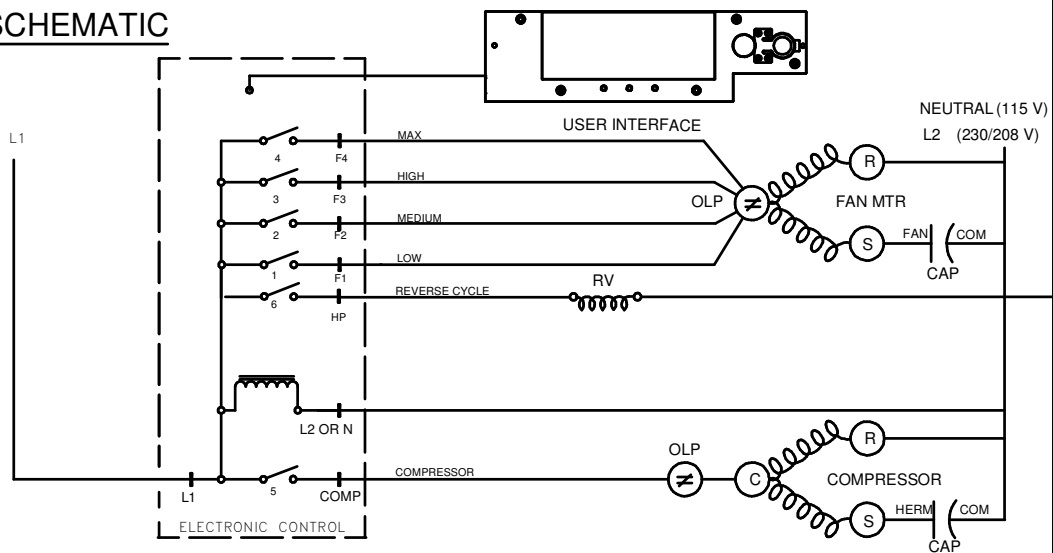 SCHEMATIC
L1
USER INTERFACE
NEUTRAL (115 V)
L2 (230/208 V)
MAX
4
F4
HIGH
3
F3
MEDIUM
2
F2
LOW
1
F1
REVERSE CYCLE
6
HP
OLP
R
FAN MTR
S
FAN
COM
CAP
RV
L2 OR N
L1
5
COMP
COMPRESSOR
OLP
C
R
COMPRESSOR
S
HERM
COM
CAP
ELECTRONIC CONTROL